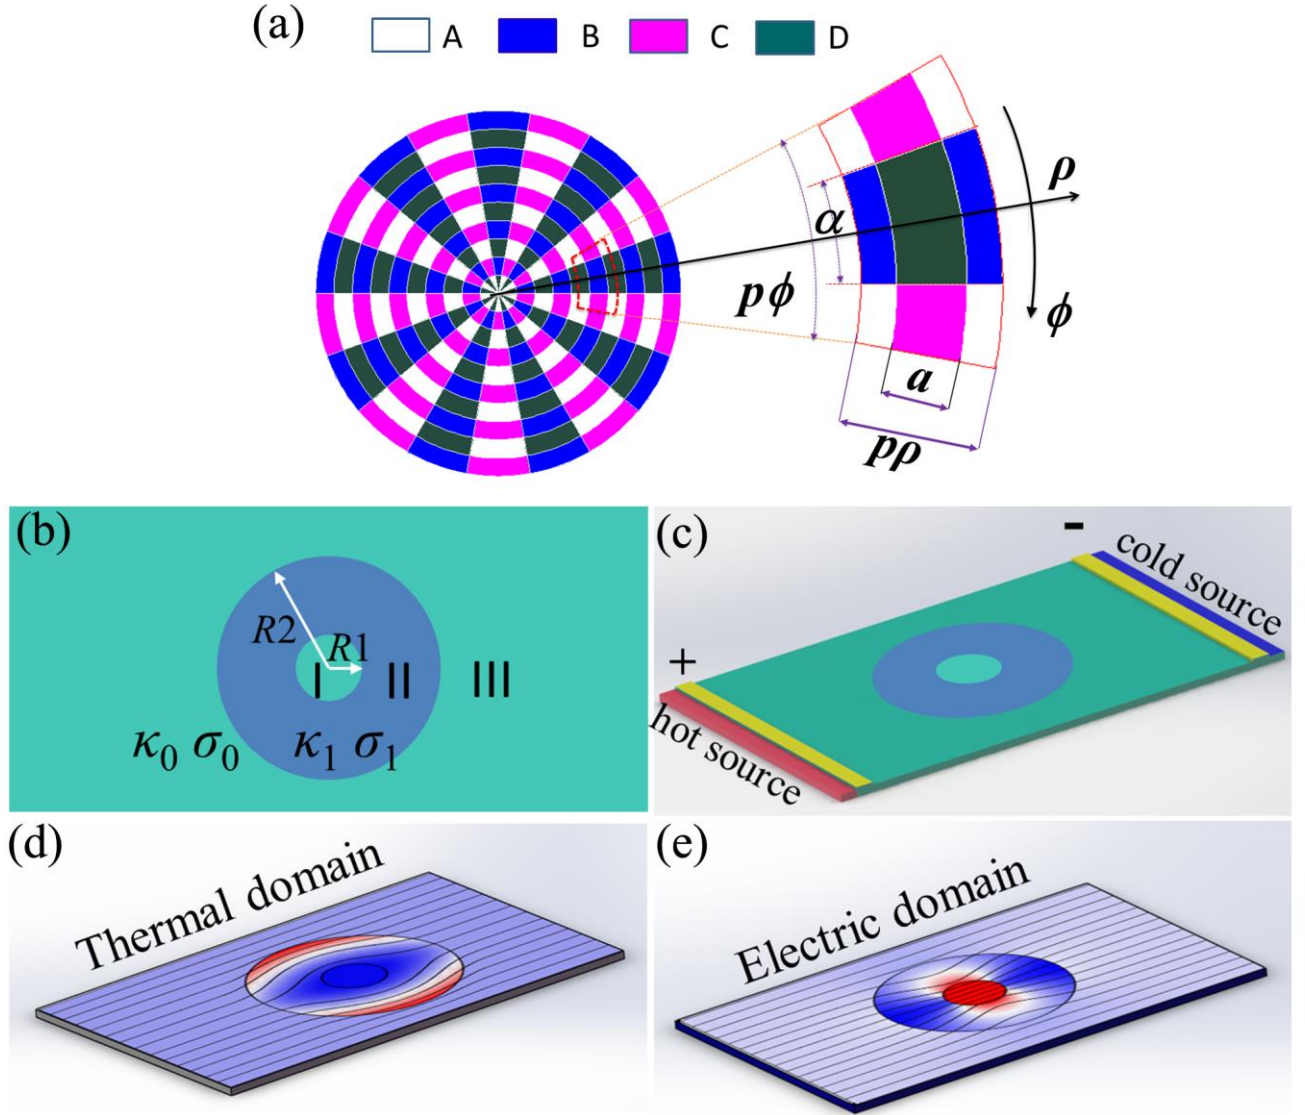 (a) A B C D
ρ
α
pϕ
ϕ
a
pρ
(b)
R2
R1
I II III
κ0 σ0 κ1 σ1
(c)
-
cold source
+
hot source
(d)
Thermal domain
(e)
Electric domain